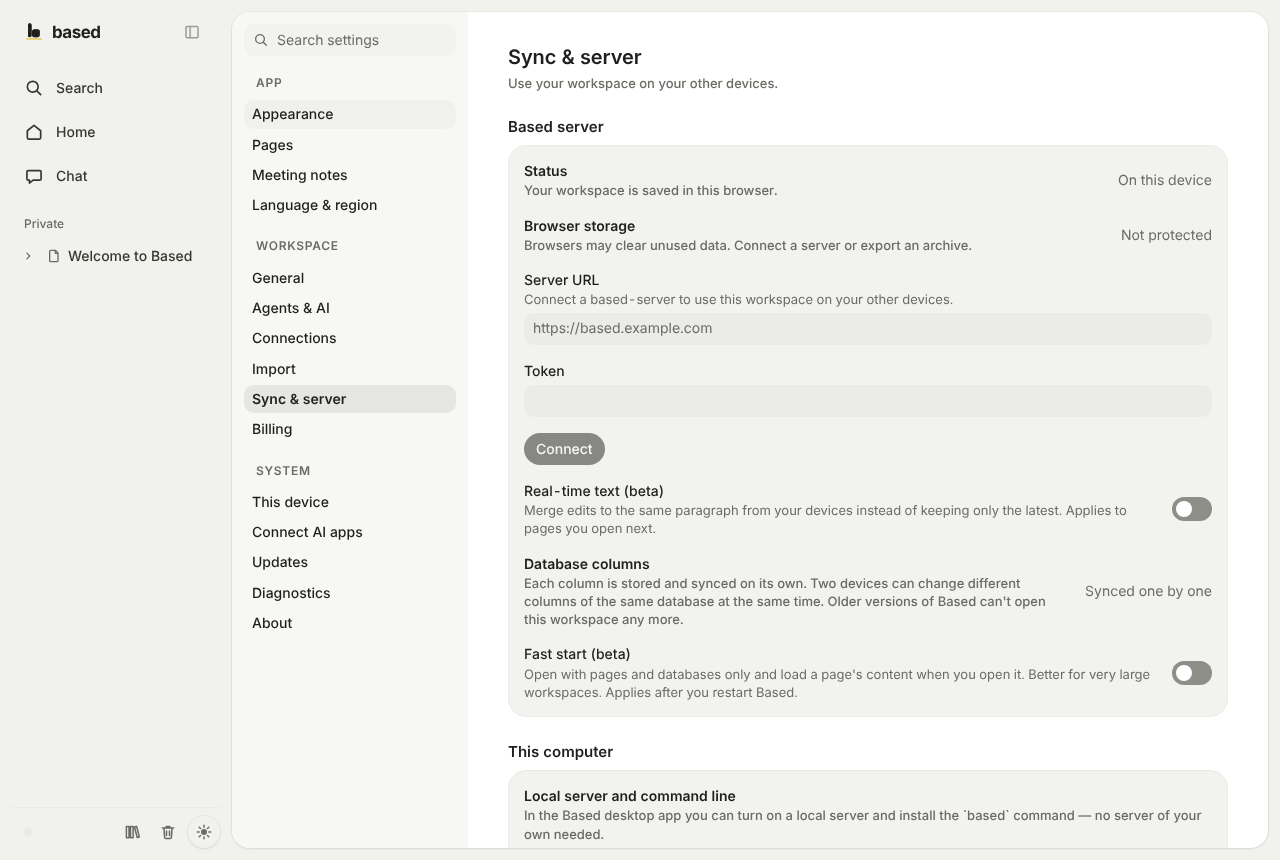 based
Search
Home
Chat
Private
Welcome to Based
Search settings
APP
Appearance
Pages
Meeting notes
Language & region
WORKSPACE
General
Agents & AI
Connections
Import
Sync & server
Billing
SYSTEM
This device
Connect AI apps
Updates
Diagnostics
About
Sync & server
Use your workspace on your other devices.
Based server
Status
Your workspace is saved in this browser.
On this device
Browser storage
Browsers may clear unused data. Connect a server or export an archive.
Not protected
Server URL
Connect a based-server to use this workspace on your other devices.
https://based.example.com
Token
Connect
Real-time text (beta)
Merge edits to the same paragraph from your devices instead of keeping only the latest. Applies to
pages you open next.
Database columns
Each column is stored and synced on its own. Two devices can change different
columns of the same database at the same time. Older versions of Based can't open
this workspace any more.
Synced one by one
Fast start (beta)
Open with pages and databases only and load a page's content when you open it. Better for very large
workspaces. Applies after you restart Based.
This computer
Local server and command line
In the Based desktop app you can turn on a local server and install the `based` command — no server of your
own needed.